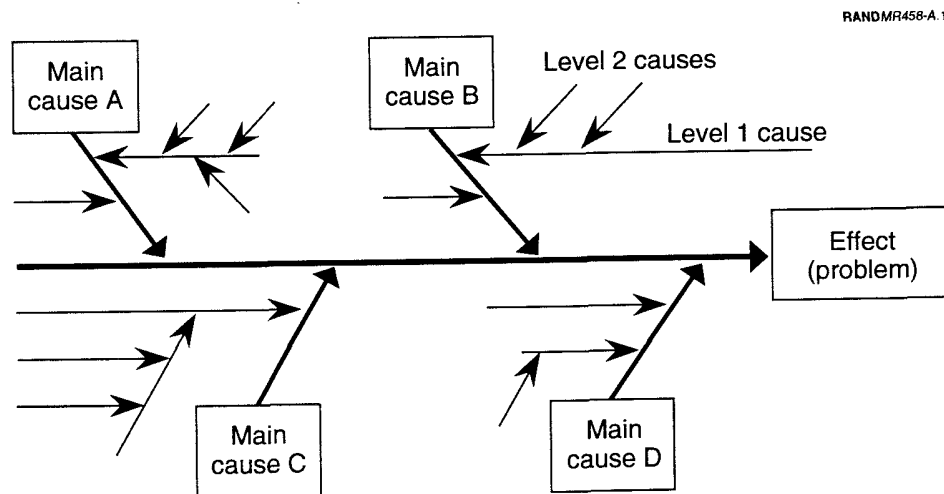 RANDMR458-A.1
Main
cause A
Main
cause B
Level 2 causes
Level 1 cause
Effect
(problem)
Main
cause C
Main
cause D